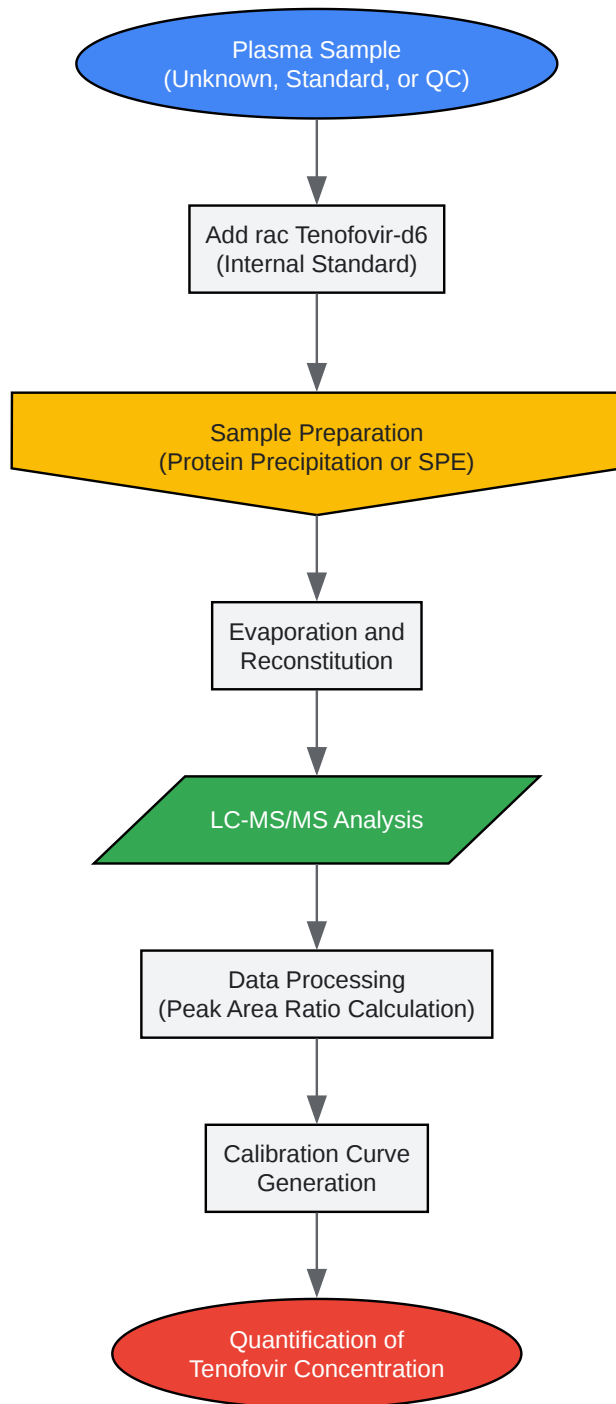 Plasma Sample
(Unknown, Standard, or QC)
Add rac Tenofovir-d6
(Internal Standard)
Sample Preparation
(Protein Precipitation or SPE)
Evaporation and
Reconstitution
LC-MS/MS Analysis
Data Processing
(Peak Area Ratio Calculation)
Calibration Curve
Generation
Quantification of
Tenofovir Concentration